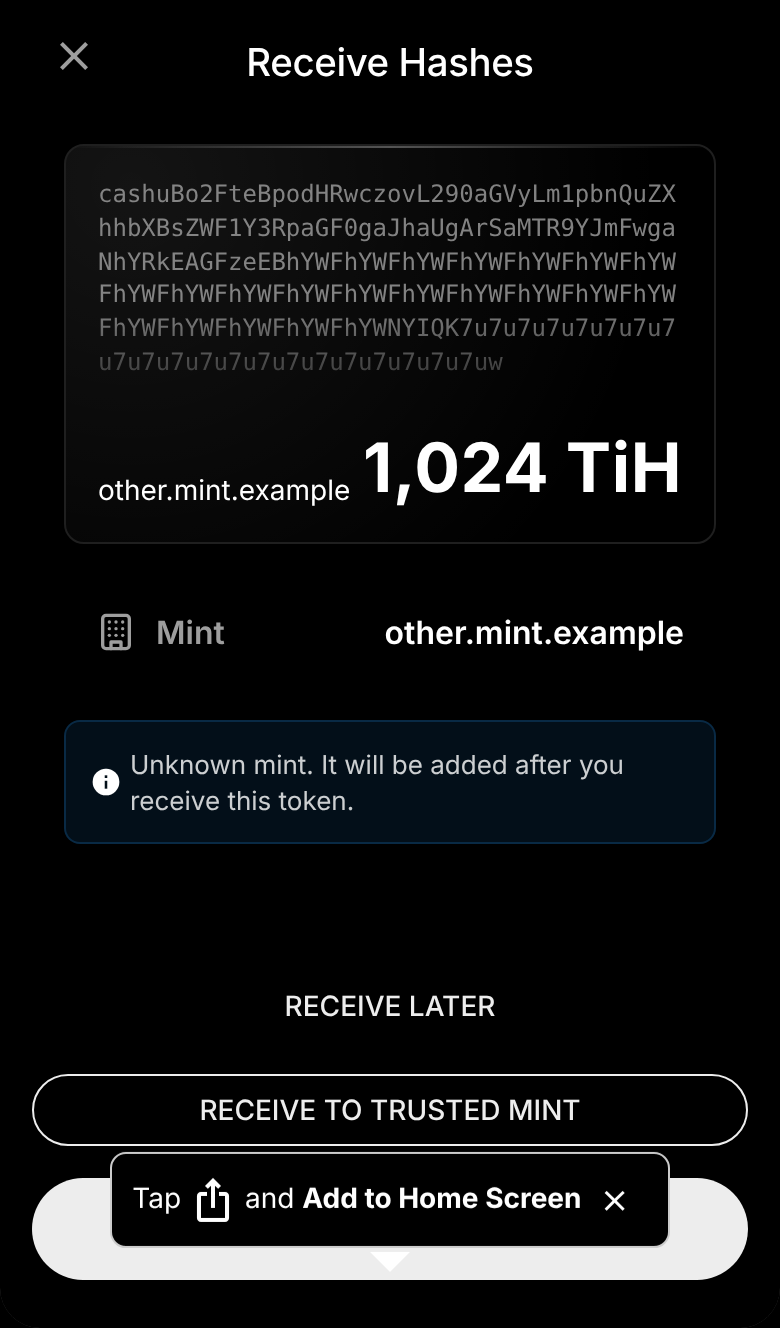 Receive Hashes
cashuBo2FteBpodHRwczovL290aGVyLm1pbnQuZX
hhbXBsZWF1Y3RpaGF0gaJhaUgArSaMTR9YJmFwga
NhYRkEAGFzeEBhYWFhYWFhYWFhYWFhYWFhYWFhYW
FhYWFhYWFhYWFhYWFhYWFhYWFhYWFhYWFhYWFhYW
FhYWFhYWFhYWFhYWFhYWNYIQK7u7u7u7u7u7u7u7
u7u7u7u7u7u7u7u7u7u7u7u7u7uw
other.mint.example 1,024 TiH
Mint other.mint.example
Unknown mint. It will be added after you
receive this token.
RECEIVE LATER
RECEIVE TO TRUSTED MINT
Tap and Add to Home Screen